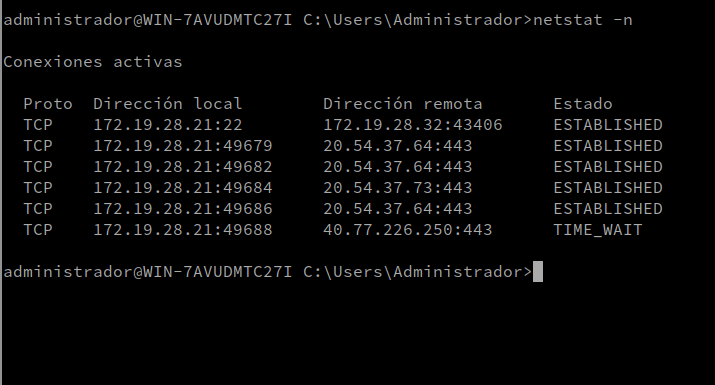 administrador@WIN-7AVUDMTC27I C:\Users\Administrador>netstat -n
Conexiones activas
Proto  Dirección local        Dirección remota       Estado
TCP    172.19.28.21:22        172.19.28.32:43406     ESTABLISHED
TCP    172.19.28.21:49679     20.54.37.64:443        ESTABLISHED
TCP    172.19.28.21:49682     20.54.37.64:443        ESTABLISHED
TCP    172.19.28.21:49684     20.54.37.73:443        ESTABLISHED
TCP    172.19.28.21:49686     20.54.37.64:443        ESTABLISHED
TCP    172.19.28.21:49688     40.77.226.250:443      TIME_WAIT
administrador@WIN-7AVUDMTC27I C:\Users\Administrador>